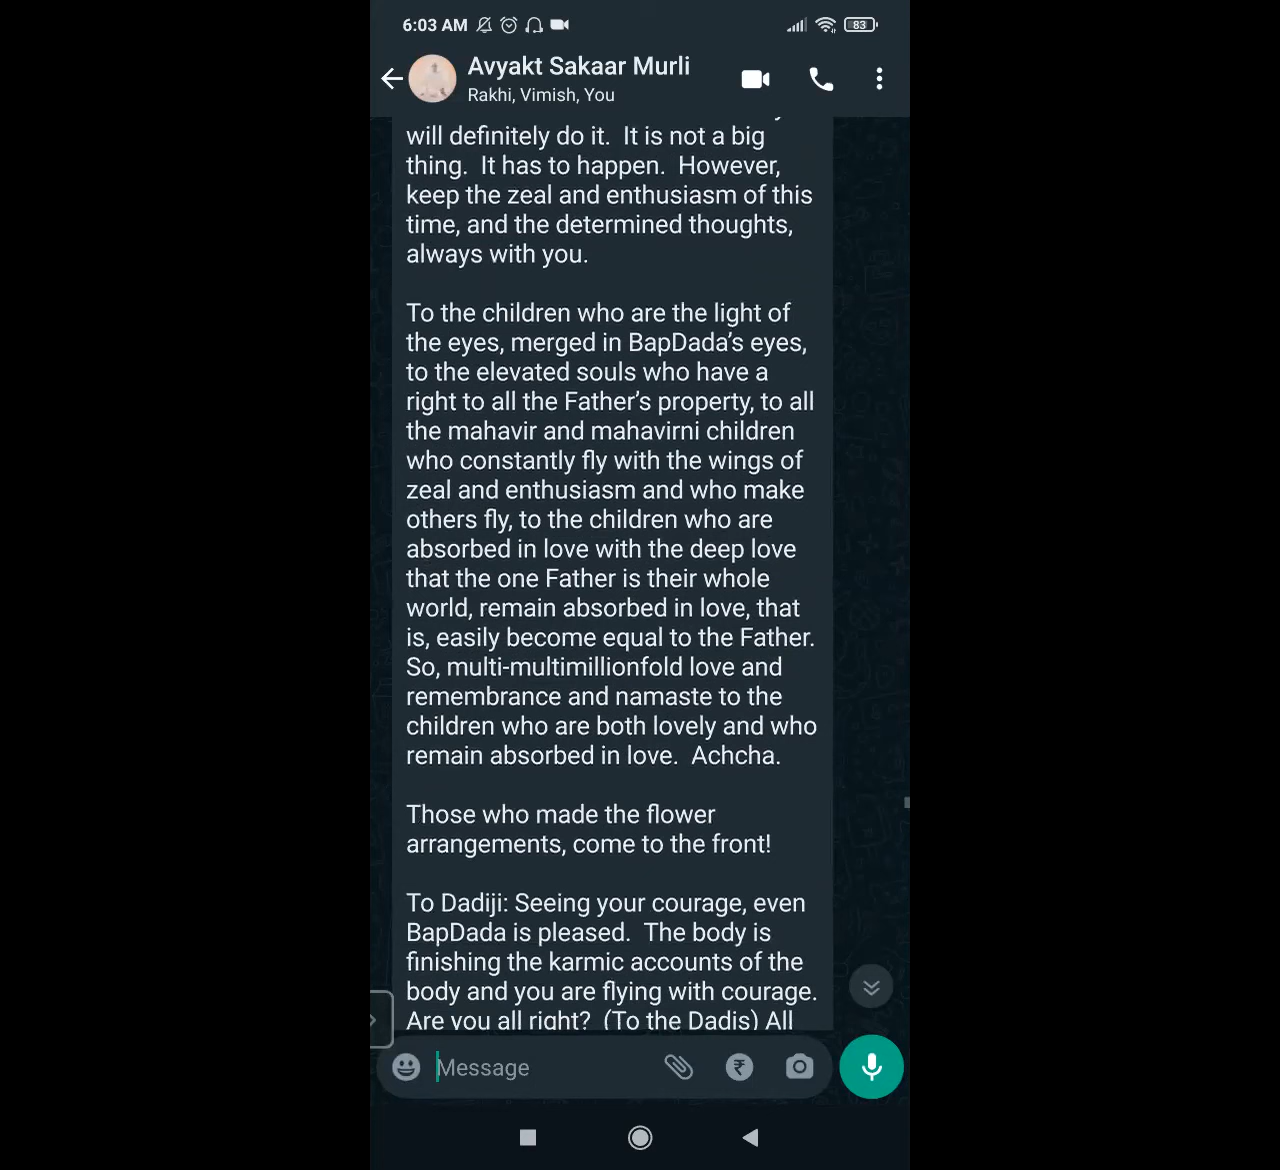 6:03 AM
83
Avyakt Sakaar Murli
Rakhi, Vimish, You
will definitely do it. It is not a big
thing. It has to happen. However,
keep the zeal and enthusiasm of this
time, and the determined thoughts,
always with you.
To the children who are the light of
the eyes, merged in BapDada’s eyes,
to the elevated souls who have a
right to all the Father’s property, to all
the mahavir and mahavirni children
who constantly fly with the wings of
zeal and enthusiasm and who make
others fly, to the children who are
absorbed in love with the deep love
that the one Father is their whole
world, remain absorbed in love, that
is, easily become equal to the Father.
So, multi-multimillionfold love and
remembrance and namaste to the
children who are both lovely and who
remain absorbed in love. Achcha.
Those who made the flower
arrangements, come to the front!
To Dadiji: Seeing your courage, even
BapDada is pleased. The body is
finishing the karmic accounts of the
body and you are flying with courage.
Are you all right? (To the Dadis) All
Message